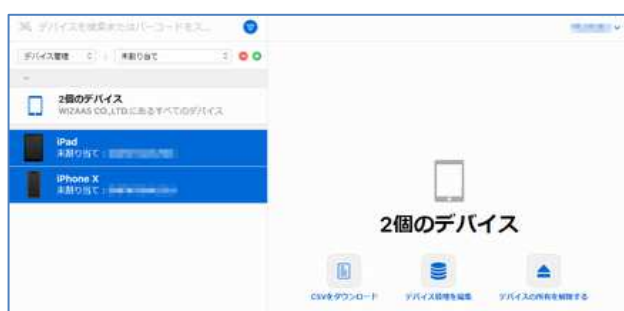 デバイスを検索またはバーコードをス...
デバイス管理 : 未割り当て
2個のデバイス
WIZAAS CO.,LTD.にあるすべてのデバイス
iPad
未割り当て：
iPhone X
未割り当て：
2個のデバイス
CSVをダウンロード デバイス管理を編集 デバイスの所有を解除する